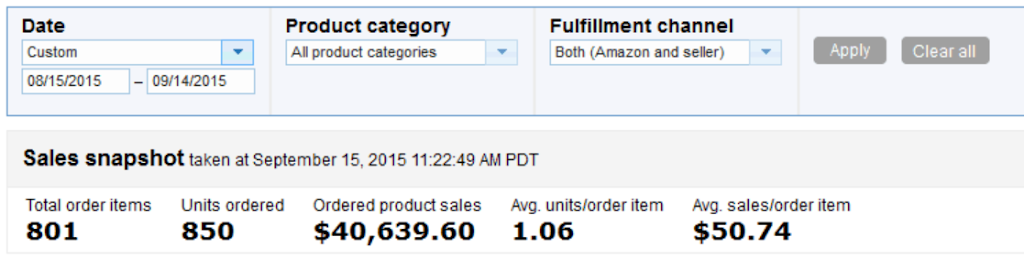 Date Product category Fulfillment channel
Custom All product categories Both (Amazon and seller) Apply Clear all
08/15/2015 – 09/14/2015
Sales snapshot taken at September 15, 2015 11:22:49 AM PDT
Total order items Units ordered Ordered product sales Avg. units/order item Avg. sales/order item
801 850 $40,639.60 1.06 $50.74